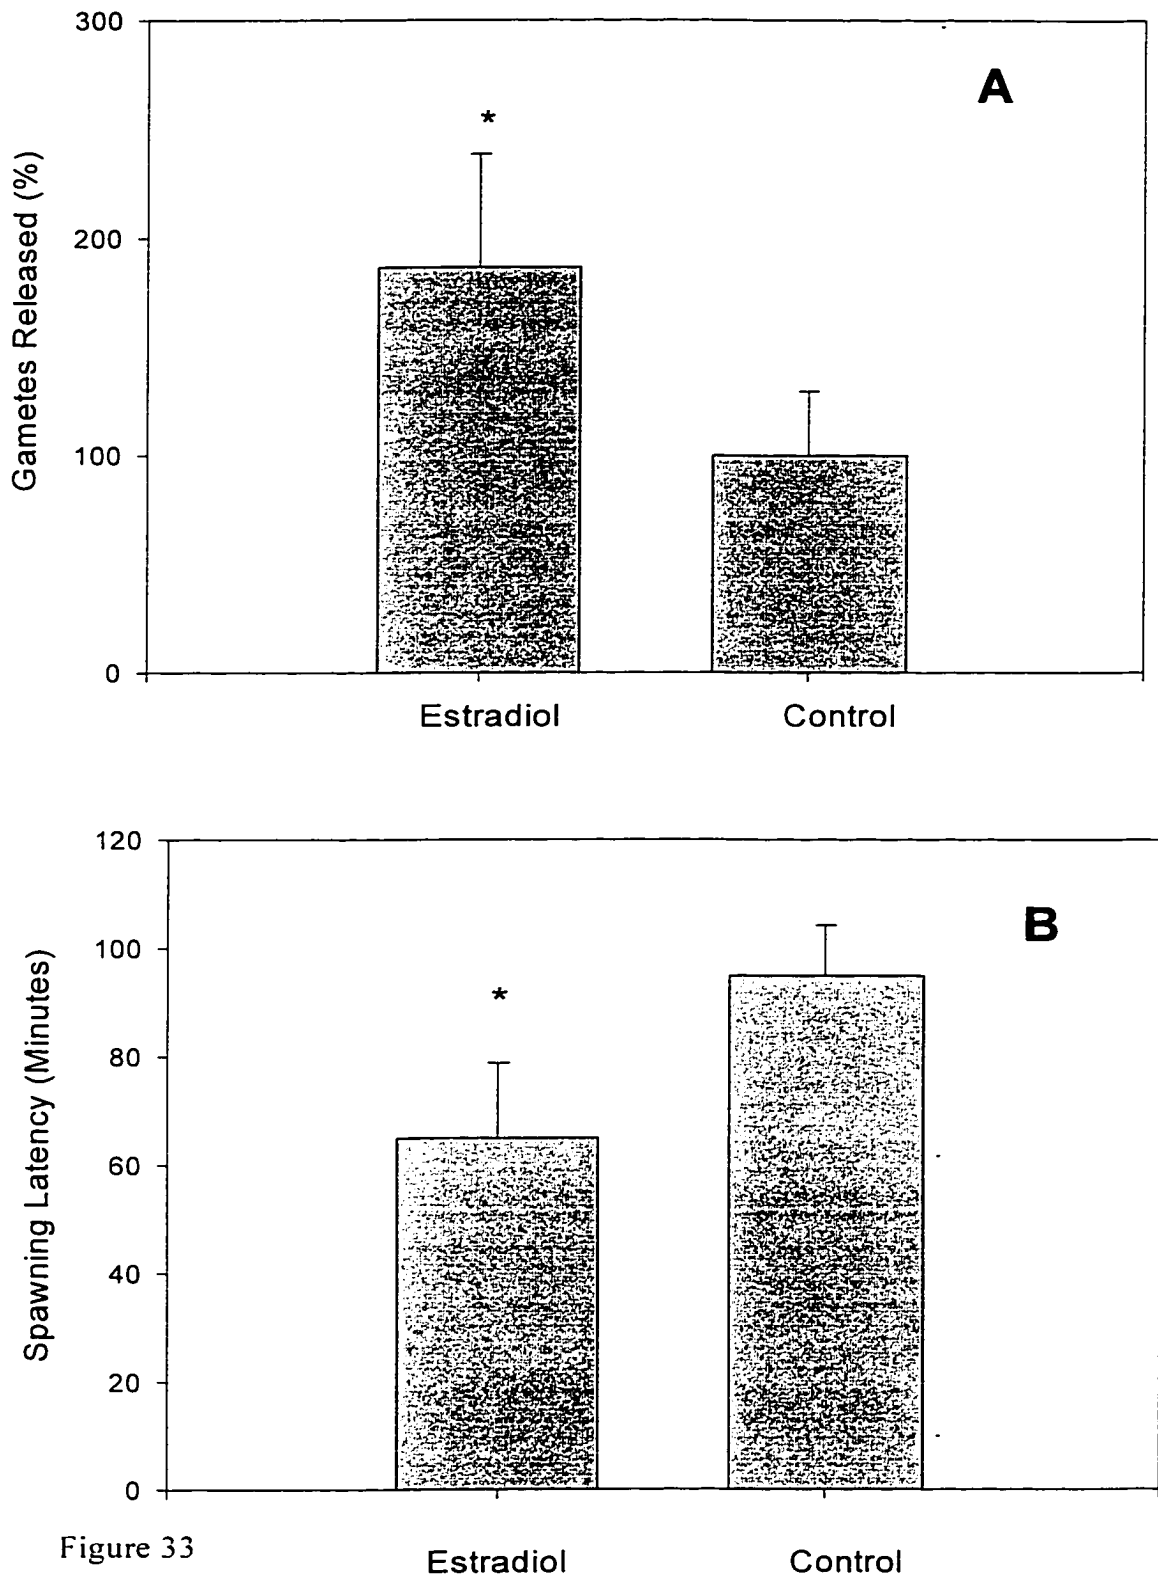 300
A
*
Gametes Released (%)
200
100
0
Estradiol Control
120
B
100
*
Spawning Latency (Minutes)
80
60
40
20
0
Figure 33
Estradiol Control